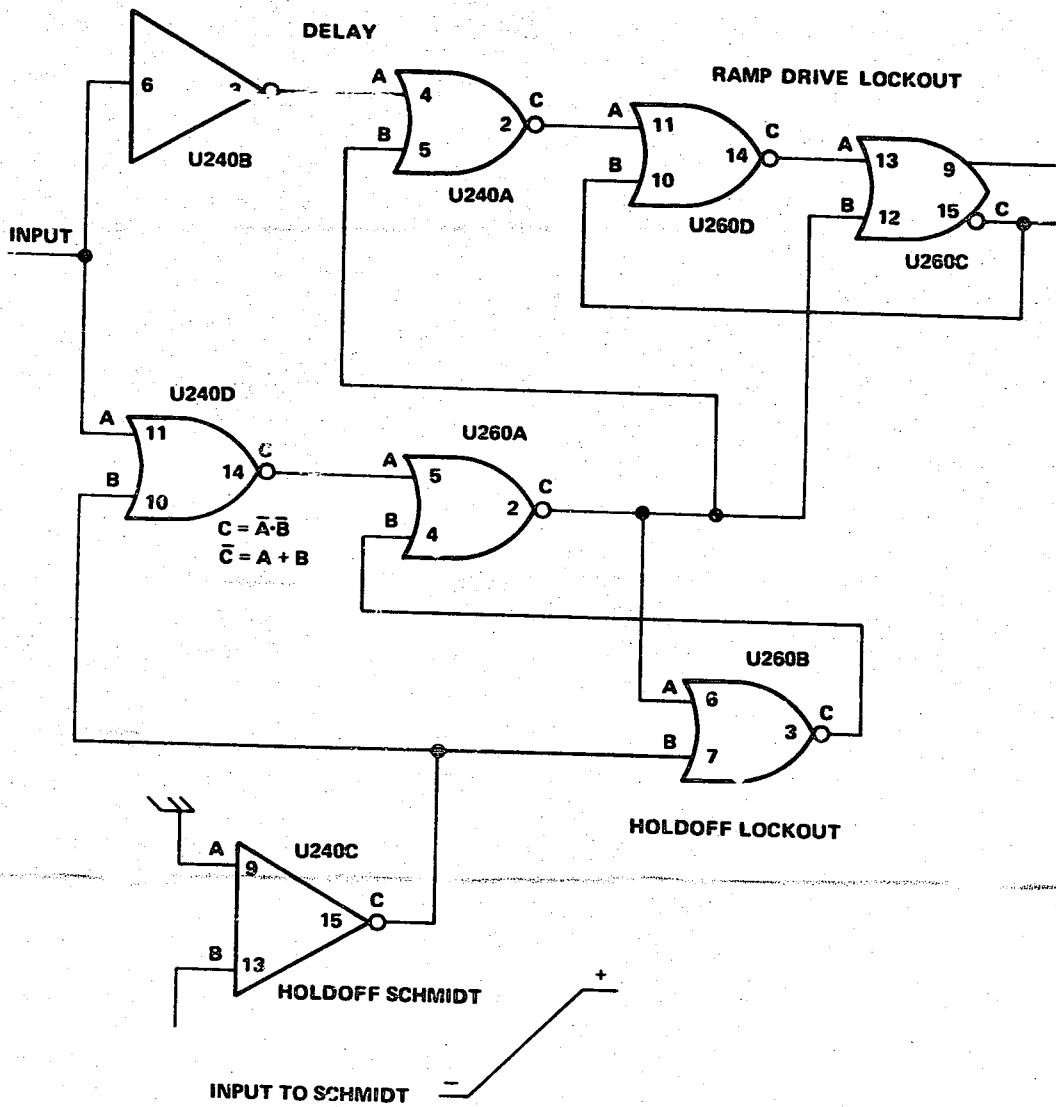 DELAY
6
3
U240B
A
4
B
5
2
C
U240A
RAMP DRIVE LOCKOUT
A
11
B
10
14
C
U260D
A
13
B
12
9
15
C
U260C
INPUT
U240D
A
11
B
10
14
C
C = A̅·B̅
C̅ = A + B
U260A
A
5
B
4
2
C
U260B
A
6
B
7
3
C
HOLDOFF LOCKOUT
U240C
A
9
B
13
15
C
HOLDOFF SCHMIDT
+
−
INPUT TO SCHMIDT